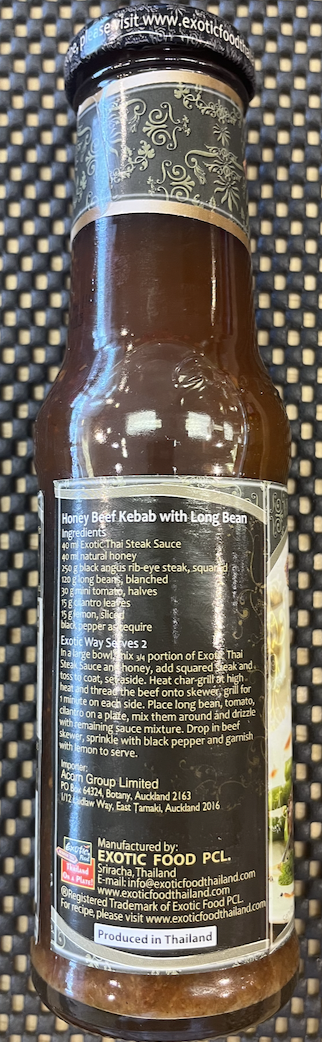 please visit www.exoticfoodth
Honey Beef Kebab with Long Bean
Ingredients
40 ml Exotic Thai Steak Sauce
40 ml natural honey
250 g black angus rib-eye steak, squared
120 g long beans, blanched
30 g mini tomato, halves
15 g cilantro leaves
15 g lemon, sliced
black pepper as require
Exotic Way Serves 2
In a large bowl, mix 3/4 portion of Exotic Thai
Steak Sauce and honey, add squared steak and
toss to coat, set aside. Heat char-grill at high
heat and thread the beef onto skewer, grill for
1 minute on each side. Place long bean, tomato,
cilantro on a plate, mix them around and drizzle
with remaining sauce mixture. Drop in beef
skewer, sprinkle with black pepper and garnish
with lemon to serve.
Importer:
Acorn Group Limited
PO Box 64324, Botany, Auckland 2163
1/12 Laidlaw Way, East Tamaki, Auckland 2016
exotic
Food
Thailand
On a Plate!
Manufactured by:
EXOTIC FOOD PCL.
Sriracha, Thailand
E-mail: info@exoticfoodthailand.com
www.exoticfoodthailand.com
®Registered Trademark of Exotic Food PCL.
For recipe, please visit www.exoticfoodthailand.com
Produced in Thailand